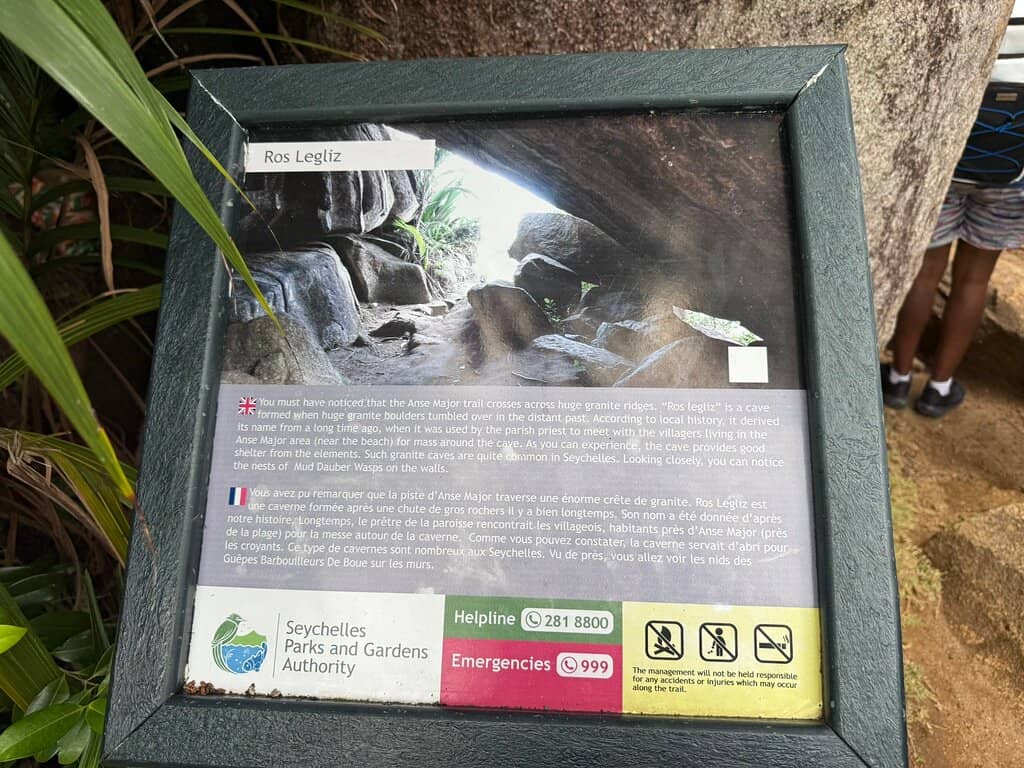 Ros Legliz
You must have noticed that the Anse Major trail crosses across huge granite ridges. “Ros legliz” is a cave
formed when huge granite boulders tumbled over in the distant past. According to local history, it derived
its name from a long time ago, when it was used by the parish priest to meet with the villagers living in the
Anse Major area (near the beach) for mass around the cave. As you can experience, the cave provides good
shelter from the elements. Such granite caves are quite common in Seychelles. Looking closely, you can notice
the nests of Mud Dauber Wasps on the walls.
Vous avez pu remarquer que la piste d’Anse Major traverse une énorme crête de granite. Ros Legliz est
une caverne formée après une chute de gros rochers il y a bien longtemps. Son nom a été donnée d’après
notre histoire. Longtemps, le prêtre de la paroisse rencontrait les villageois, habitants près d’Anse Major (près
de la plage) pour la messe autour de la caverne. Comme vous pouvez constater, la caverne servait d’abri pour
les croyants. Ce type de cavernes sont nombreux aux Seychelles. Vu de près, vous allez voir les nids des
Guêpes Barbouilleurs De Boue sur les murs.
Seychelles
Parks and Gardens
Authority
Helpline 281 8800
Emergencies 999
The management will not be held responsible
for any accidents or injuries which may occur
along the trail.